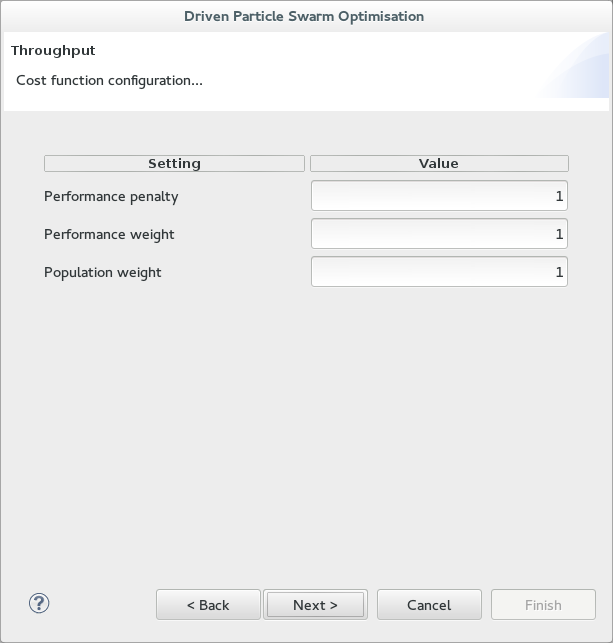 Driven Particle Swarm Optimisation
Throughput
Cost function configuration...
Setting Value
Performance penalty 1
Performance weight 1
Population weight 1
? < Back Next > Cancel Finish